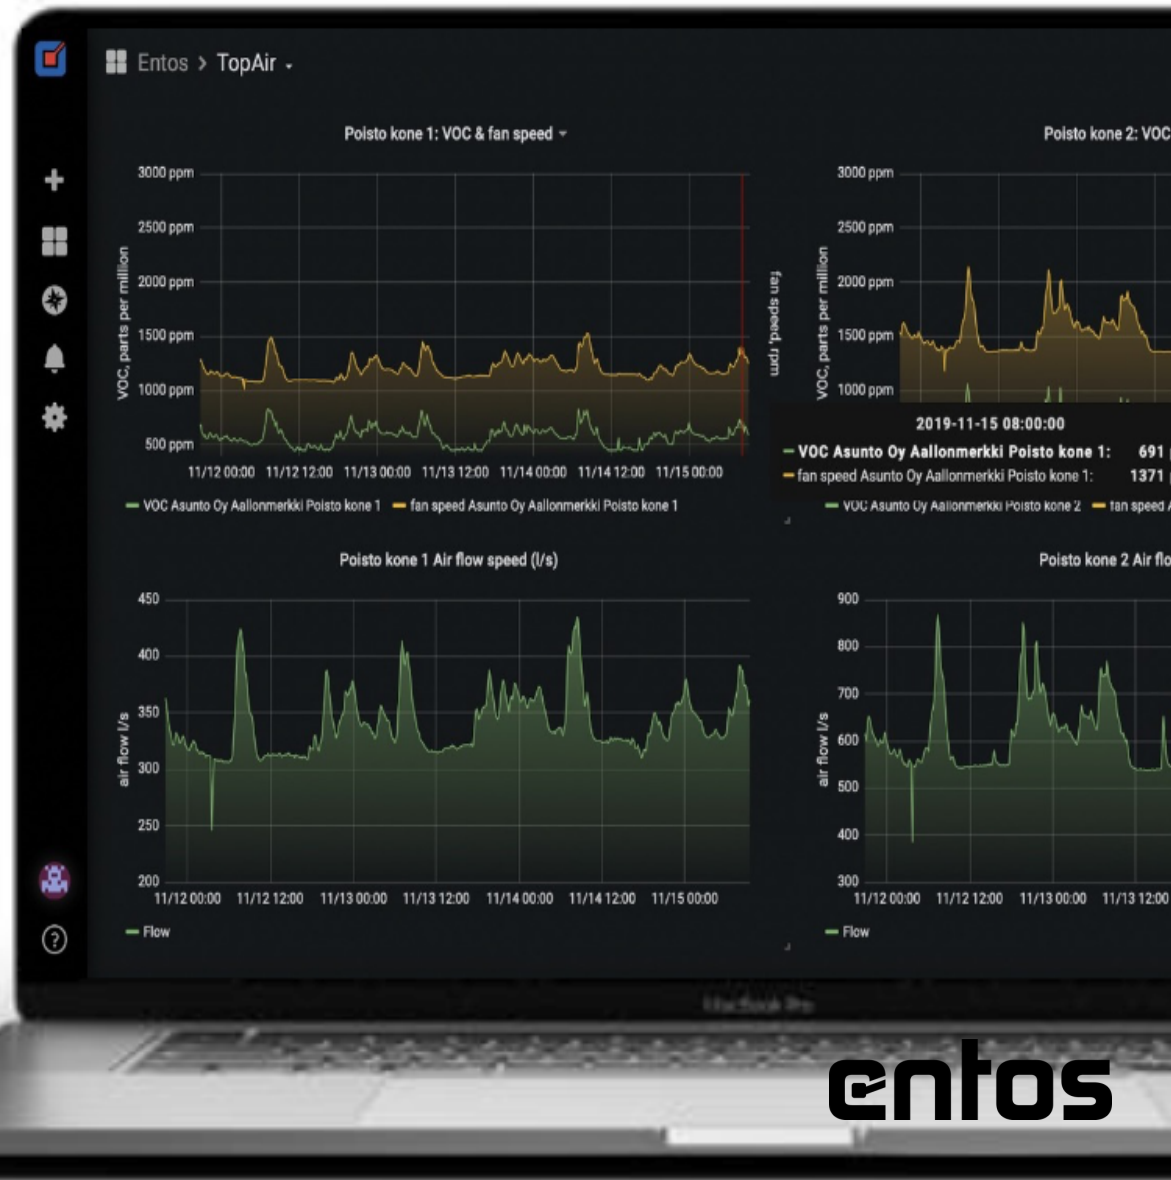 Entos > TopAir
Poisto kone 1: VOC & fan speed
3000 ppm
2500 ppm
2000 ppm
1500 ppm
1000 ppm
500 ppm
VOC, parts per million
fan speed, rpm
11/12 00:00 11/12 12:00 11/13 00:00 11/13 12:00 11/14 00:00 11/14 12:00 11/15 00:00
VOC Asunto Oy Aallonmerkki Poisto kone 1 fan speed Asunto Oy Aallonmerkki Poisto kone 1
Poisto kone 2: VOC
3000 ppm
2500 ppm
2000 ppm
1500 ppm
1000 ppm
VOC, parts per million
2019-11-15 08:00:00
VOC Asunto Oy Aallonmerkki Poisto kone 1: 691
fan speed Asunto Oy Aallonmerkki Poisto kone 1: 1371
VOC Asunto Oy Aallonmerkki Poisto kone 2 fan speed
Poisto kone 1 Air flow speed (l/s)
450
400
350
300
250
200
air flow l/s
11/12 00:00 11/12 12:00 11/13 00:00 11/13 12:00 11/14 00:00 11/14 12:00 11/15 00:00
Flow
Poisto kone 2 Air flo
900
800
700
600
500
400
300
air flow l/s
11/12 00:00 11/12 12:00 11/13 00:00 11/13 12:00
Flow
MacBook Pro
entos